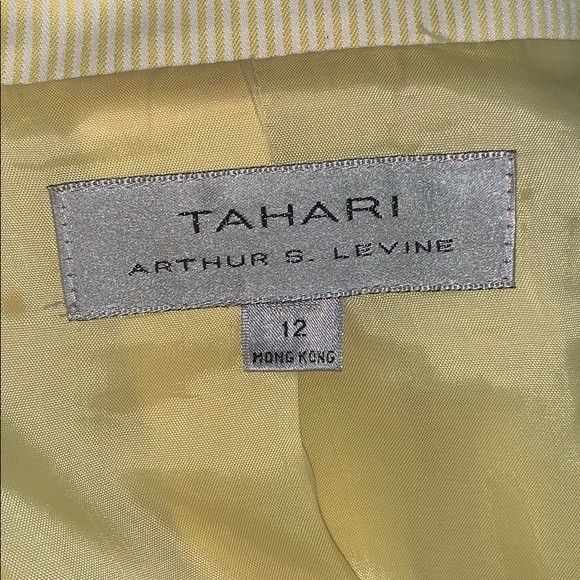 TAHARI
ARTHUR S. LEVINE
12
HONG KONG